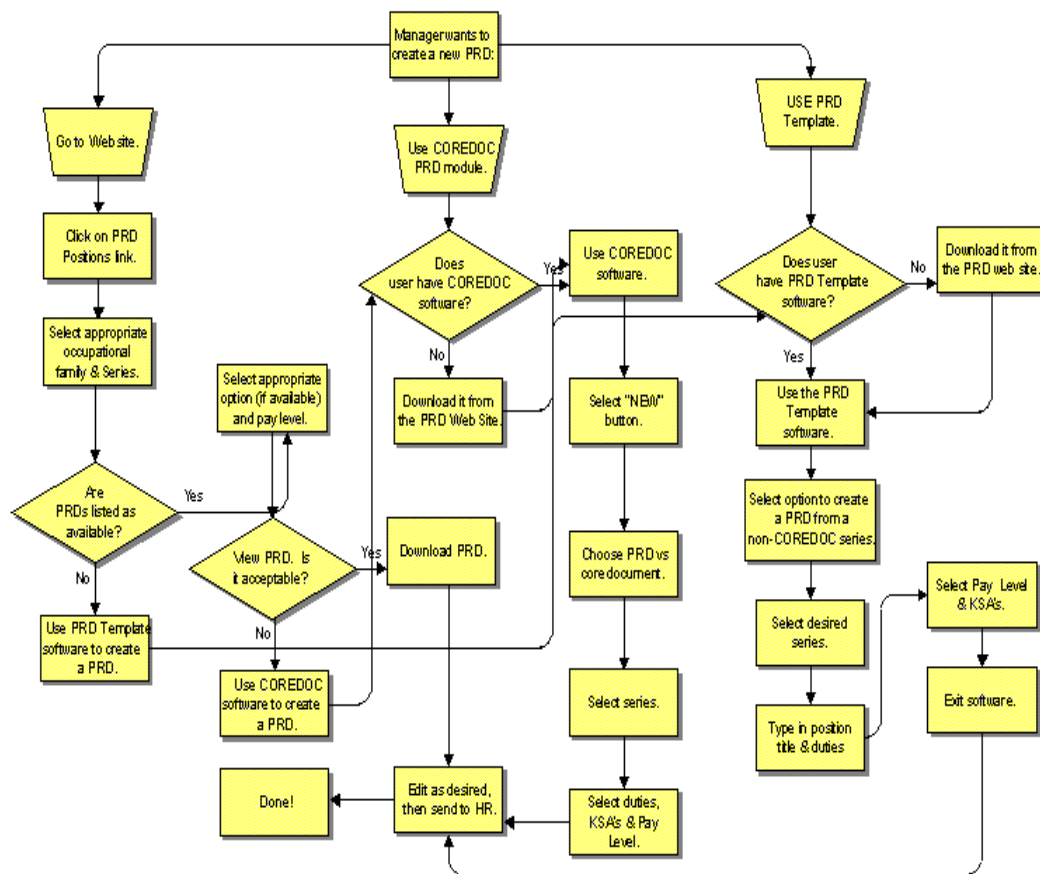 Manager wants to
create a new PRD:
Go to Web site.
Click on PRD
Positions link.
Select appropriate
occupational
family & Series.
Are
PRDs listed as
available?
Yes
No
Use PRD Template
software to create
a PRD.
Select appropriate
option (if available)
and pay level.
View PRD. Is
it acceptable?
Yes
No
Use COREDOC
software to create
a PRD.
Download PRD.
Use COREDOC
PRD module.
Does
user have COREDOC
software?
Yes
No
Download it from
the PRD Web Site.
Use COREDOC
software.
Select "NEW"
button.
Choose PRD vs
core document.
Select series.
Select duties,
KSA's & Pay
Level.
Edit as desired,
then send to HR.
Done!
USE PRD
Template.
Does user
have PRD Template
software?
No
Yes
Download it from
the PRD web site.
Use the PRD
Template
software.
Select option to create
a PRD from a
non-COREDOC series.
Select desired
series.
Type in position
title & duties
Select Pay Level
& KSA's.
Exit software.